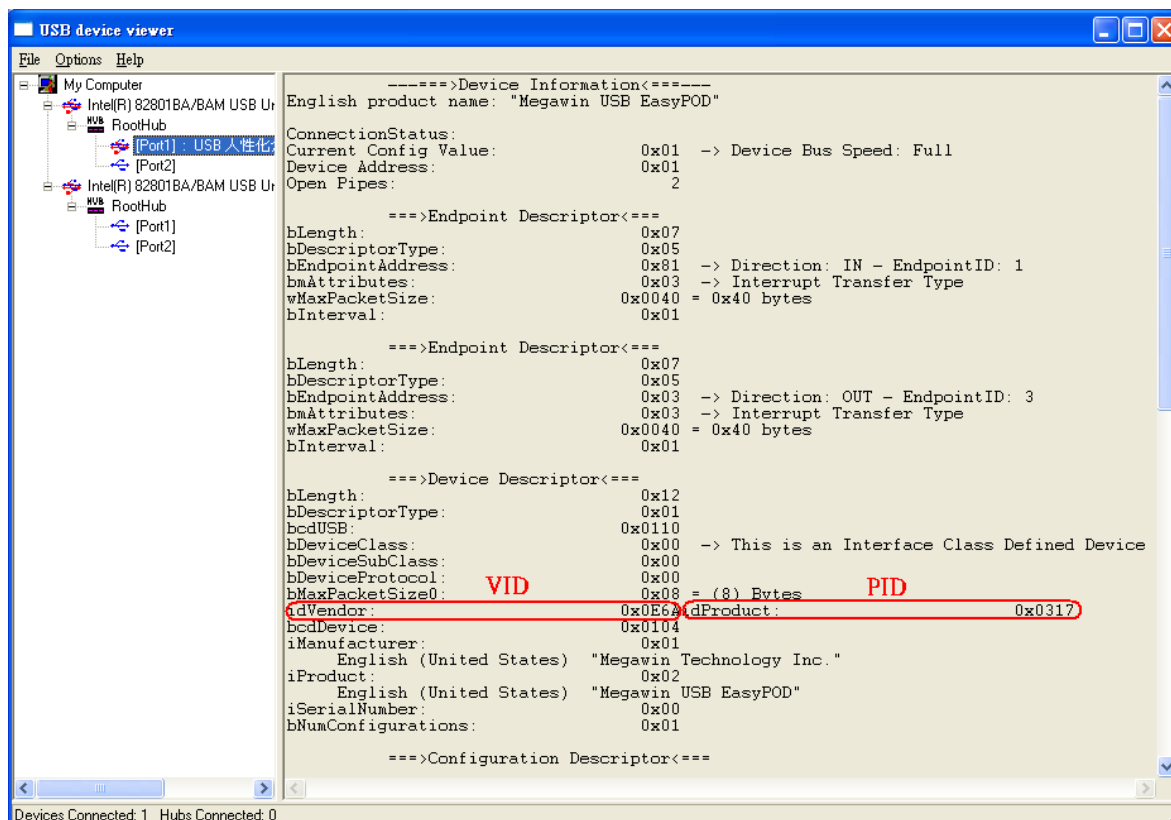 USB device viewer
File Options Help
My Computer
Intel(R) 82801BA/BAM USB Ur
RootHub
[Port1] : USB 人性化
[Port2]
Intel(R) 82801BA/BAM USB Ur
RootHub
[Port1]
[Port2]
---===>Device Information<===---
English product name: "Megawin USB EasyPOD"
ConnectionStatus:
Current Config Value: 0x01 -> Device Bus Speed: Full
Device Address: 0x01
Open Pipes: 2
===>Endpoint Descriptor<===
bLength: 0x07
bDescriptorType: 0x05
bEndpointAddress: 0x81 -> Direction: IN - EndpointID: 1
bmAttributes: 0x03 -> Interrupt Transfer Type
wMaxPacketSize: 0x0040 = 0x40 bytes
bInterval: 0x01
===>Endpoint Descriptor<===
bLength: 0x07
bDescriptorType: 0x05
bEndpointAddress: 0x03 -> Direction: OUT - EndpointID: 3
bmAttributes: 0x03 -> Interrupt Transfer Type
wMaxPacketSize: 0x0040 = 0x40 bytes
bInterval: 0x01
===>Device Descriptor<===
bLength: 0x12
bDescriptorType: 0x01
bcdUSB: 0x0110
bDeviceClass: 0x00 -> This is an Interface Class Defined Device
bDeviceSubClass: 0x00
bDeviceProtocol: 0x00
VID PID
bMaxPacketSize0: 0x08 = (8) Bytes
idVendor: 0x0E6A idProduct: 0x0317
bcdDevice: 0x0104
iManufacturer: 0x01
English (United States) "Megawin Technology Inc."
iProduct: 0x02
English (United States) "Megawin USB EasyPOD"
iSerialNumber: 0x00
bNumConfigurations: 0x01
===>Configuration Descriptor<===
Devices Connected: 1 Hubs Connected: 0